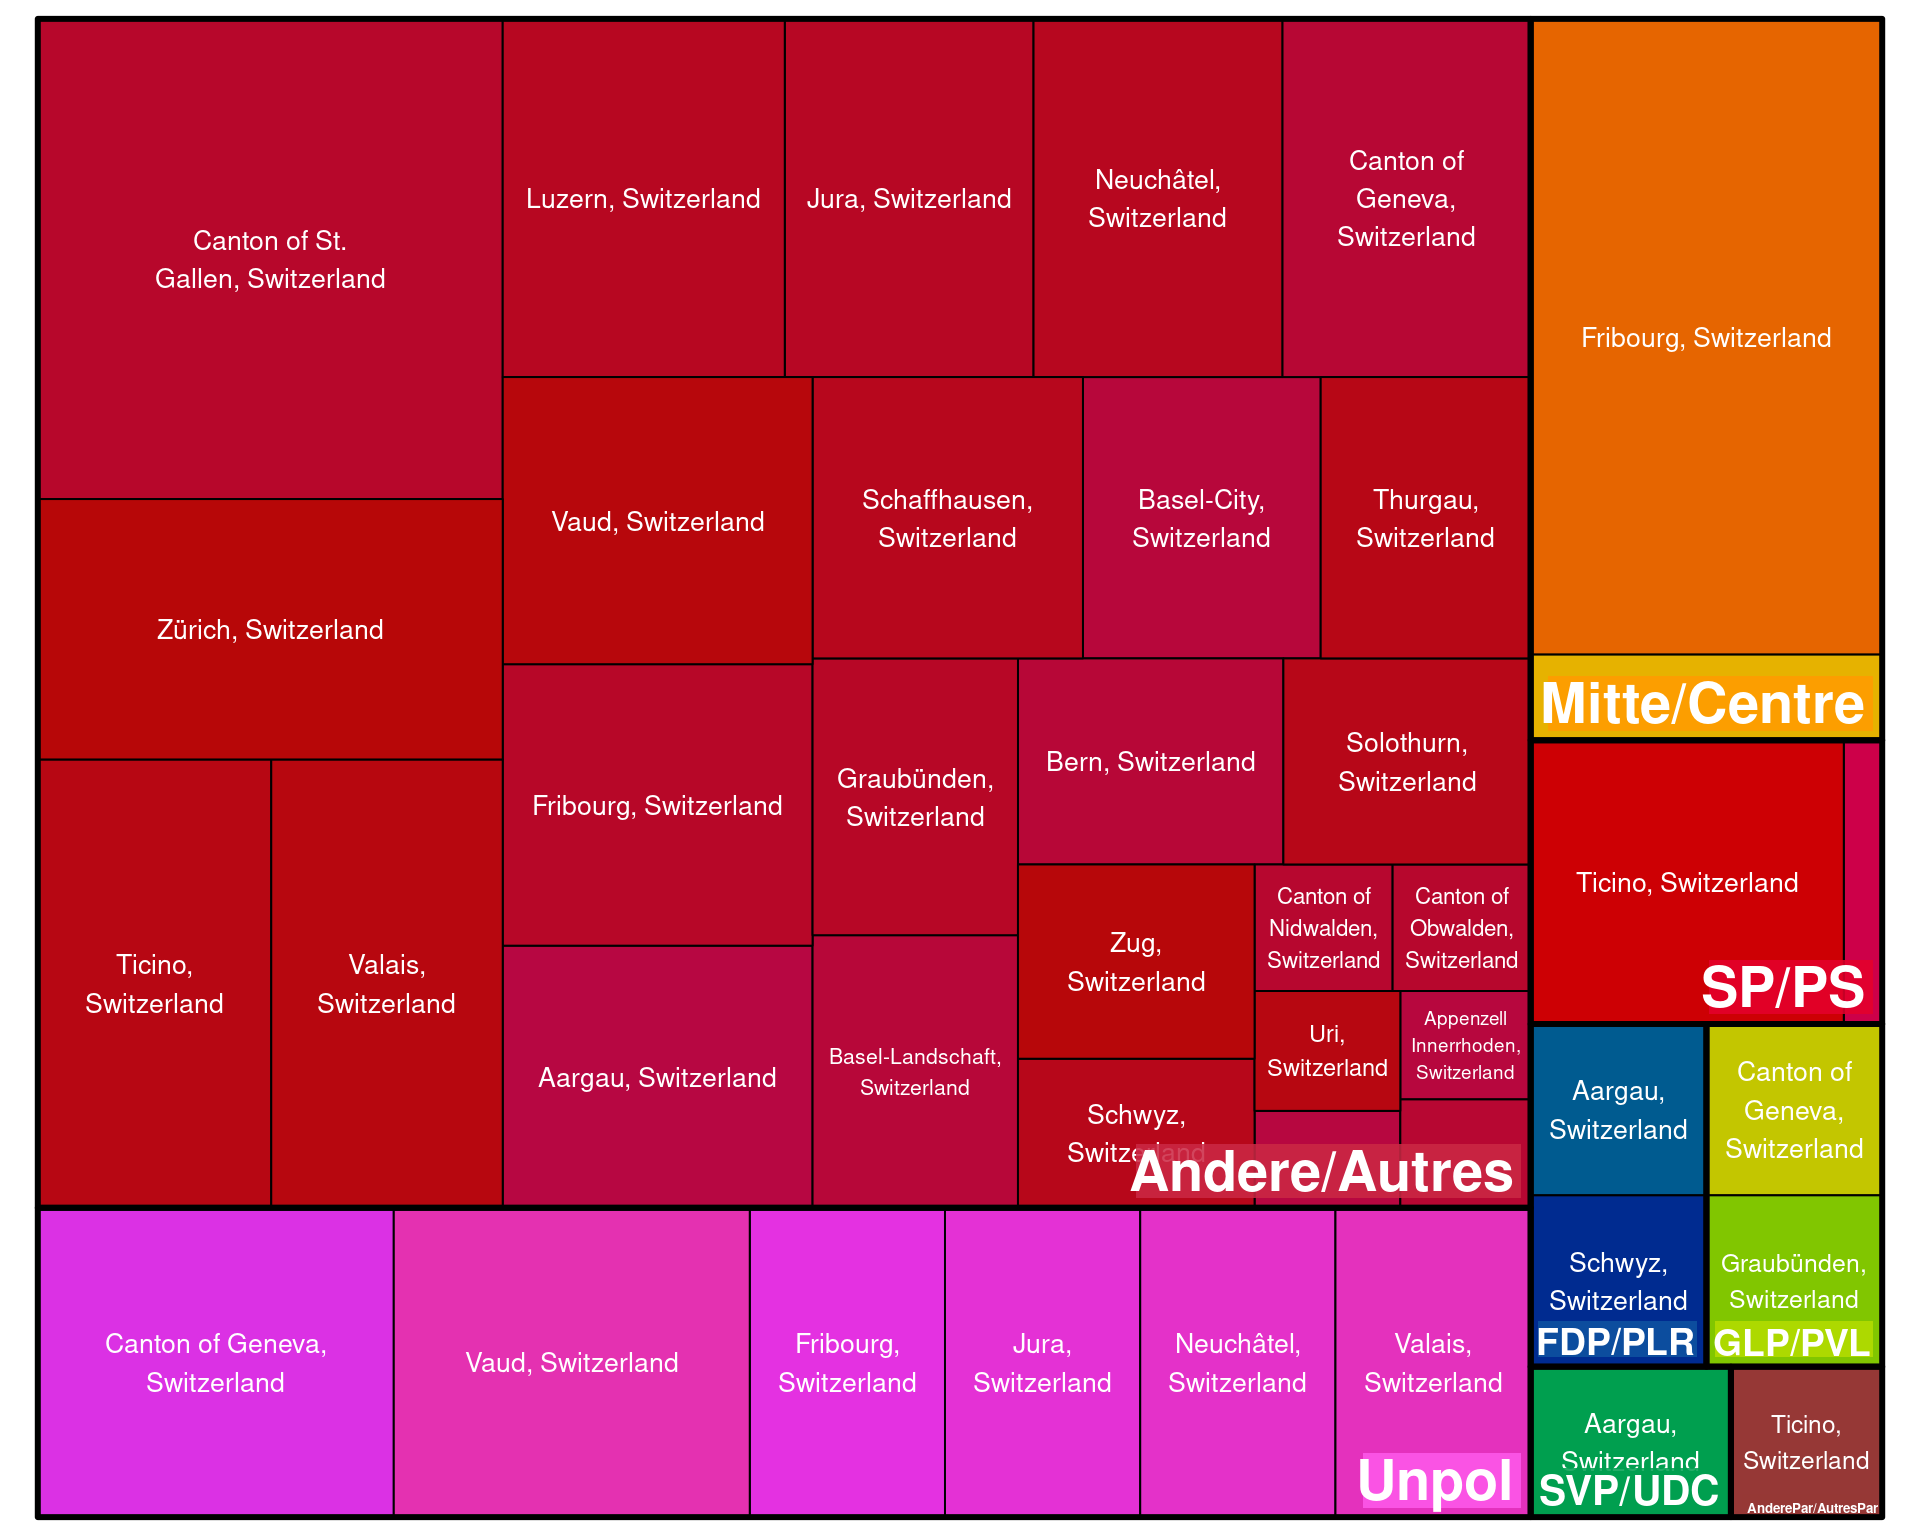 Canton of St.
Gallen, Switzerland
Luzern, Switzerland
Jura, Switzerland
Neuchâtel,
Switzerland
Canton of
Geneva,
Switzerland
Zürich, Switzerland
Vaud, Switzerland
Schaffhausen,
Switzerland
Basel-City,
Switzerland
Thurgau,
Switzerland
Ticino,
Switzerland
Valais,
Switzerland
Fribourg, Switzerland
Graubünden,
Switzerland
Bern, Switzerland
Solothurn,
Switzerland
Aargau, Switzerland
Basel-Landschaft,
Switzerland
Zug,
Switzerland
Canton of
Nidwalden,
Switzerland
Canton of
Obwalden,
Switzerland
Uri,
Switzerland
Appenzell
Innerrhoden,
Switzerland
Schwyz,
Switzerland
Andere/Autres
Canton of Geneva,
Switzerland
Vaud, Switzerland
Fribourg,
Switzerland
Jura,
Switzerland
Neuchâtel,
Switzerland
Valais,
Switzerland
Unpol
Fribourg, Switzerland
Mitte/Centre
Ticino, Switzerland
SP/PS
Aargau,
Switzerland
Schwyz,
Switzerland
FDP/PLR
Canton of
Geneva,
Switzerland
Graubünden,
Switzerland
GLP/PVL
Aargau,
Switzerland
SVP/UDC
Ticino,
Switzerland
AnderePar/AutresPar